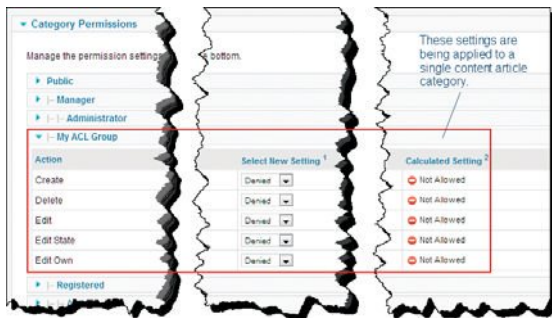 Category Permissions
Manage the permission settings bottom.
These settings are
being applied to a
single content article
category.
Public
|– Manager
|– |– Administrator
|– My ACL Group
Action Select New Setting 1 Calculated Setting 2
Create Denied Not Allowed
Delete Denied Not Allowed
Edit Denied Not Allowed
Edit State Denied Not Allowed
Edit Own Denied Not Allowed
|– Registered